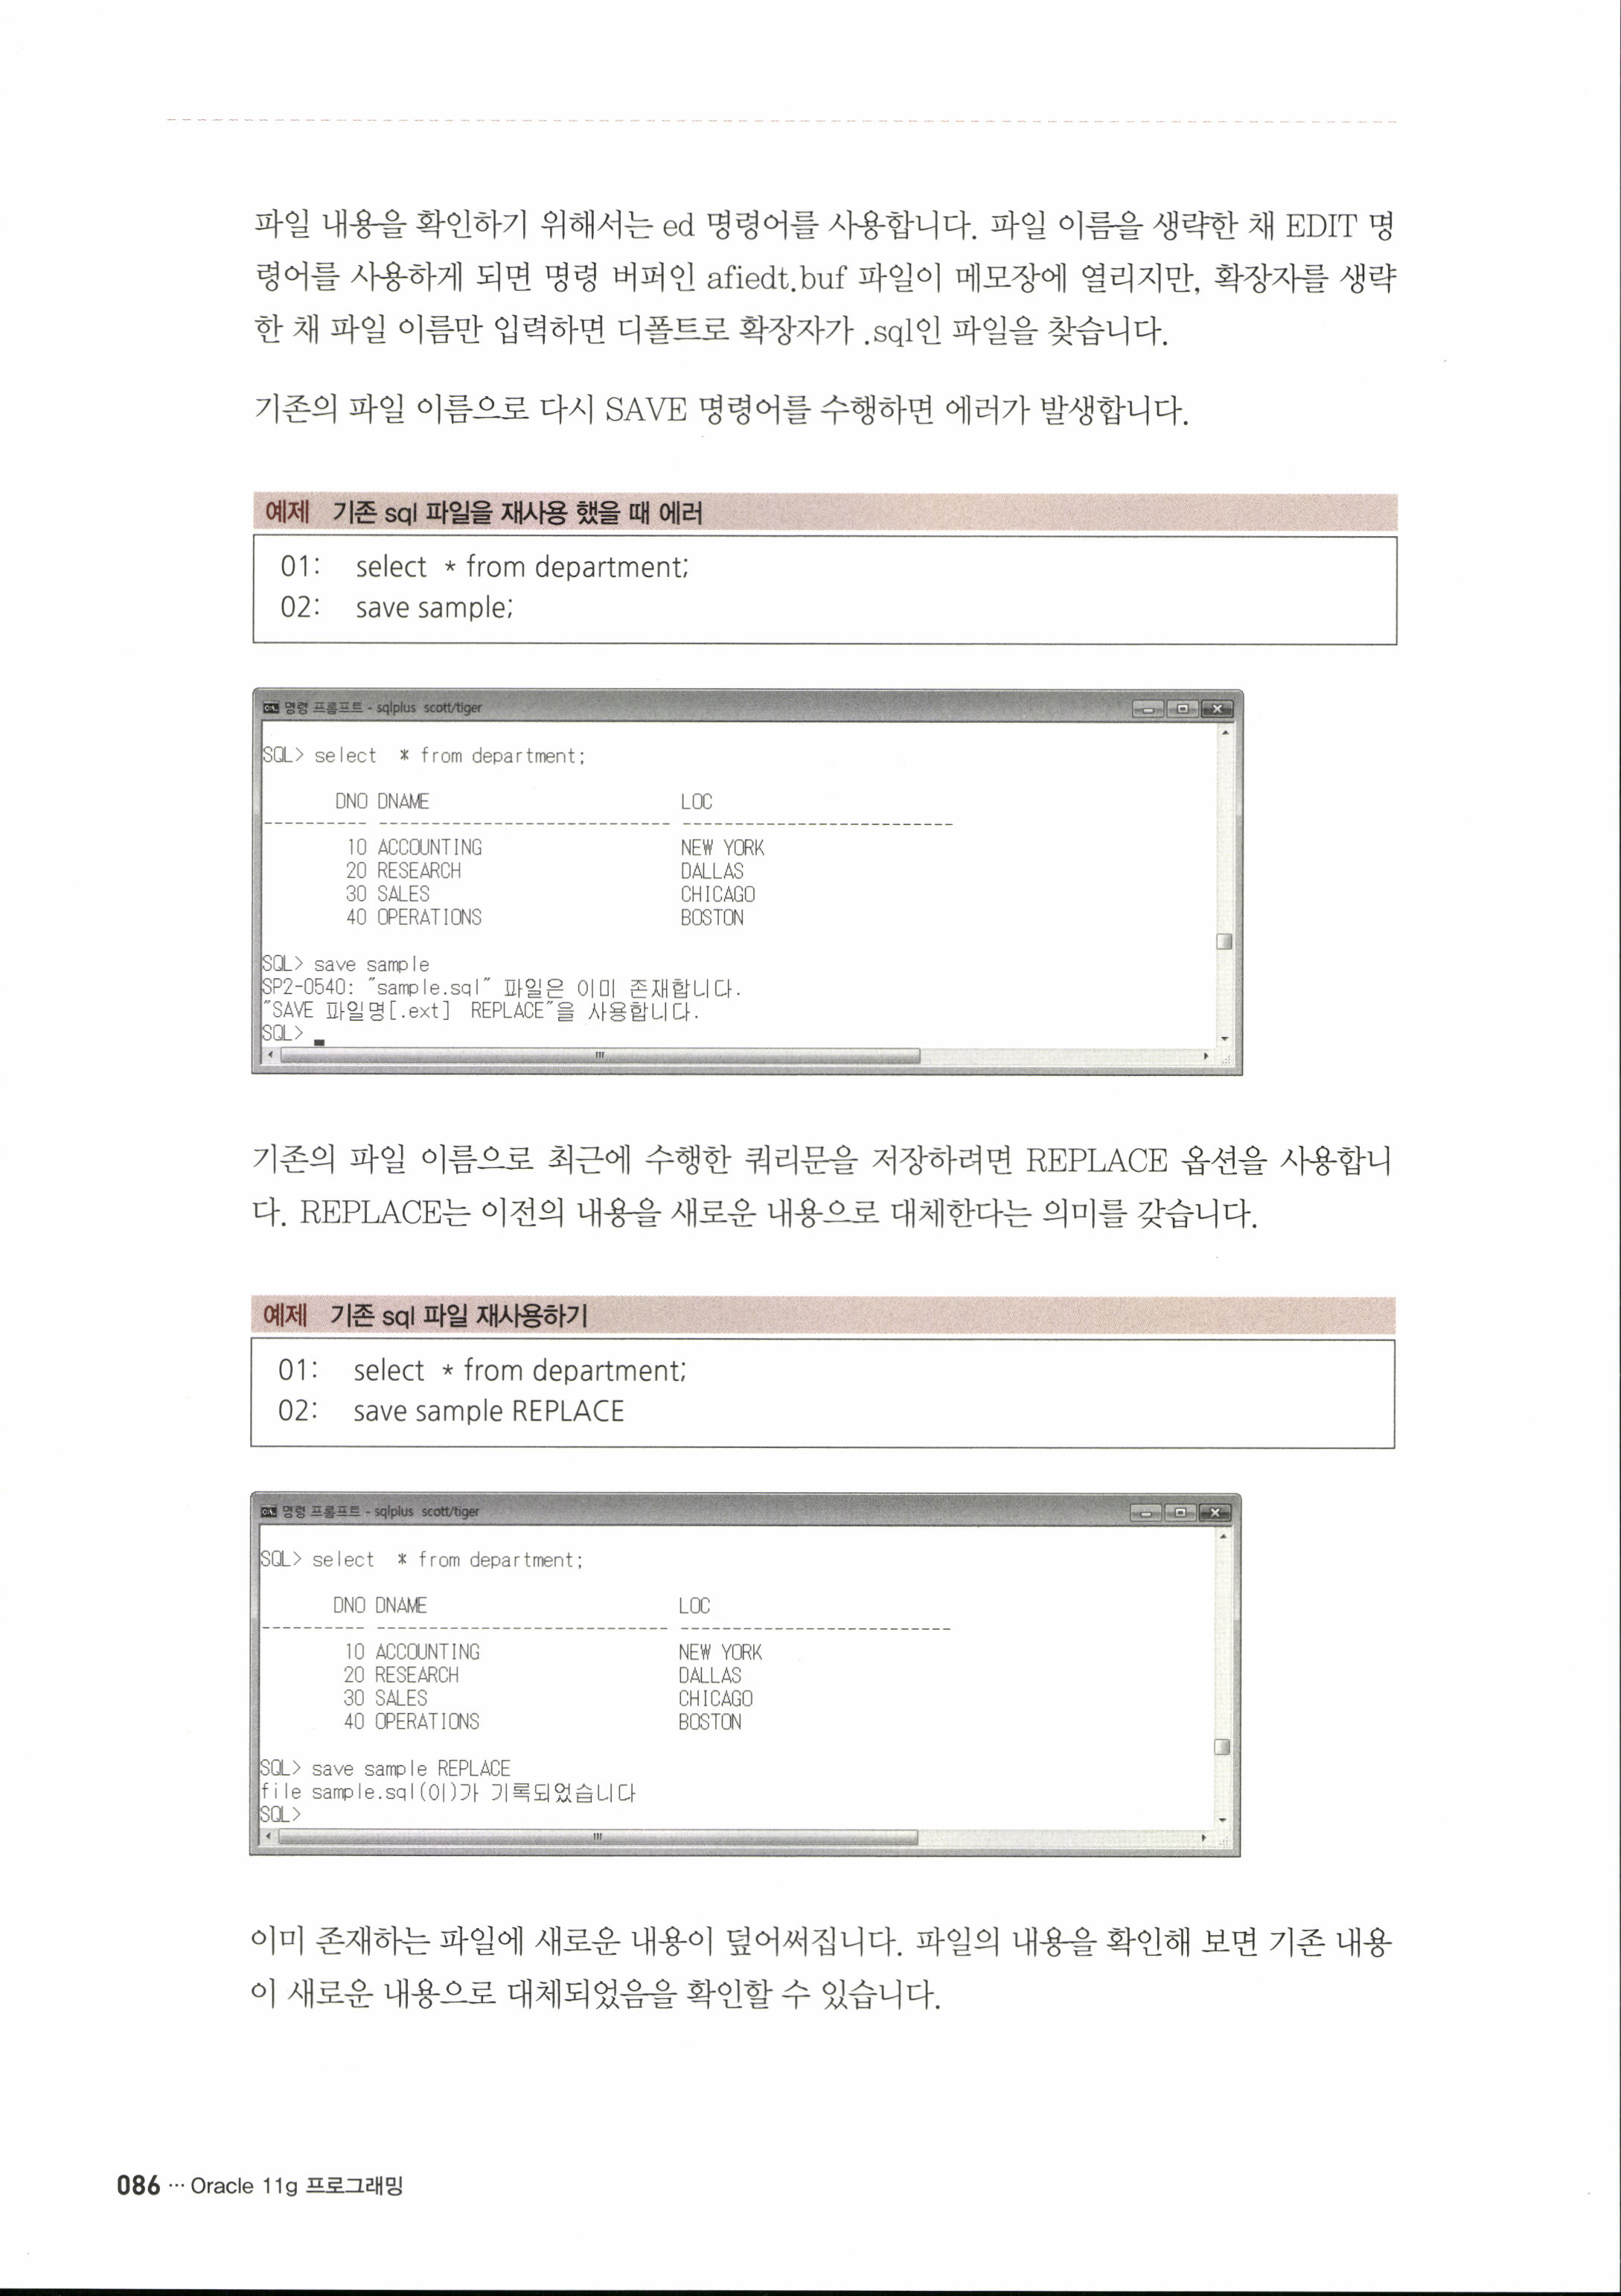 파일 내용을 확인하기 위해서는 ed 명령어를 사용합니다. 파일 이름을 생략한 채 EDIT 명
령어를 사용하게 되면 명령 버퍼인 afiedt.buf 파일이 메모장에 열리지만, 확장자를 생략
한 채 파일 이름만 입력하면 디폴트로 확장자가 .sql인 파일을 찾습니다.
기존의 파일 이름으로 다시 SAVE 명령어를 수행하면 에러가 발생합니다.
예제 기존 sql 파일을 재사용 했을 때 에러
01: select * from department;
02: save sample;
명령 프롬프트 - sqlplus scott/tiger
SQL> select * from department;
DNO DNAME LOC
---------- ---------------------------- --------------------------
10 ACCOUNTING NEW YORK
20 RESEARCH DALLAS
30 SALES CHICAGO
40 OPERATIONS BOSTON
SQL> save sample
SP2-0540: "sample.sql" 파일은 이미 존재합니다.
"SAVE 파일명[.ext] REPLACE"을 사용합니다.
SQL> _
기존의 파일 이름으로 최근에 수행한 쿼리문을 저장하려면 REPLACE 옵션을 사용합니
다. REPLACE는 이전의 내용을 새로운 내용으로 대체한다는 의미를 갖습니다.
예제 기존 sql 파일 재사용하기
01: select * from department;
02: save sample REPLACE
명령 프롬프트 - sqlplus scott/tiger
SQL> select * from department;
DNO DNAME LOC
---------- ---------------------------- --------------------------
10 ACCOUNTING NEW YORK
20 RESEARCH DALLAS
30 SALES CHICAGO
40 OPERATIONS BOSTON
SQL> save sample REPLACE
file sample.sql(이)가 기록되었습니다
SQL>
이미 존재하는 파일에 새로운 내용이 덮어써집니다. 파일의 내용을 확인해 보면 기존 내용
이 새로운 내용으로 대체되었음을 확인할 수 있습니다.
086 ··· Oracle 11g 프로그래밍